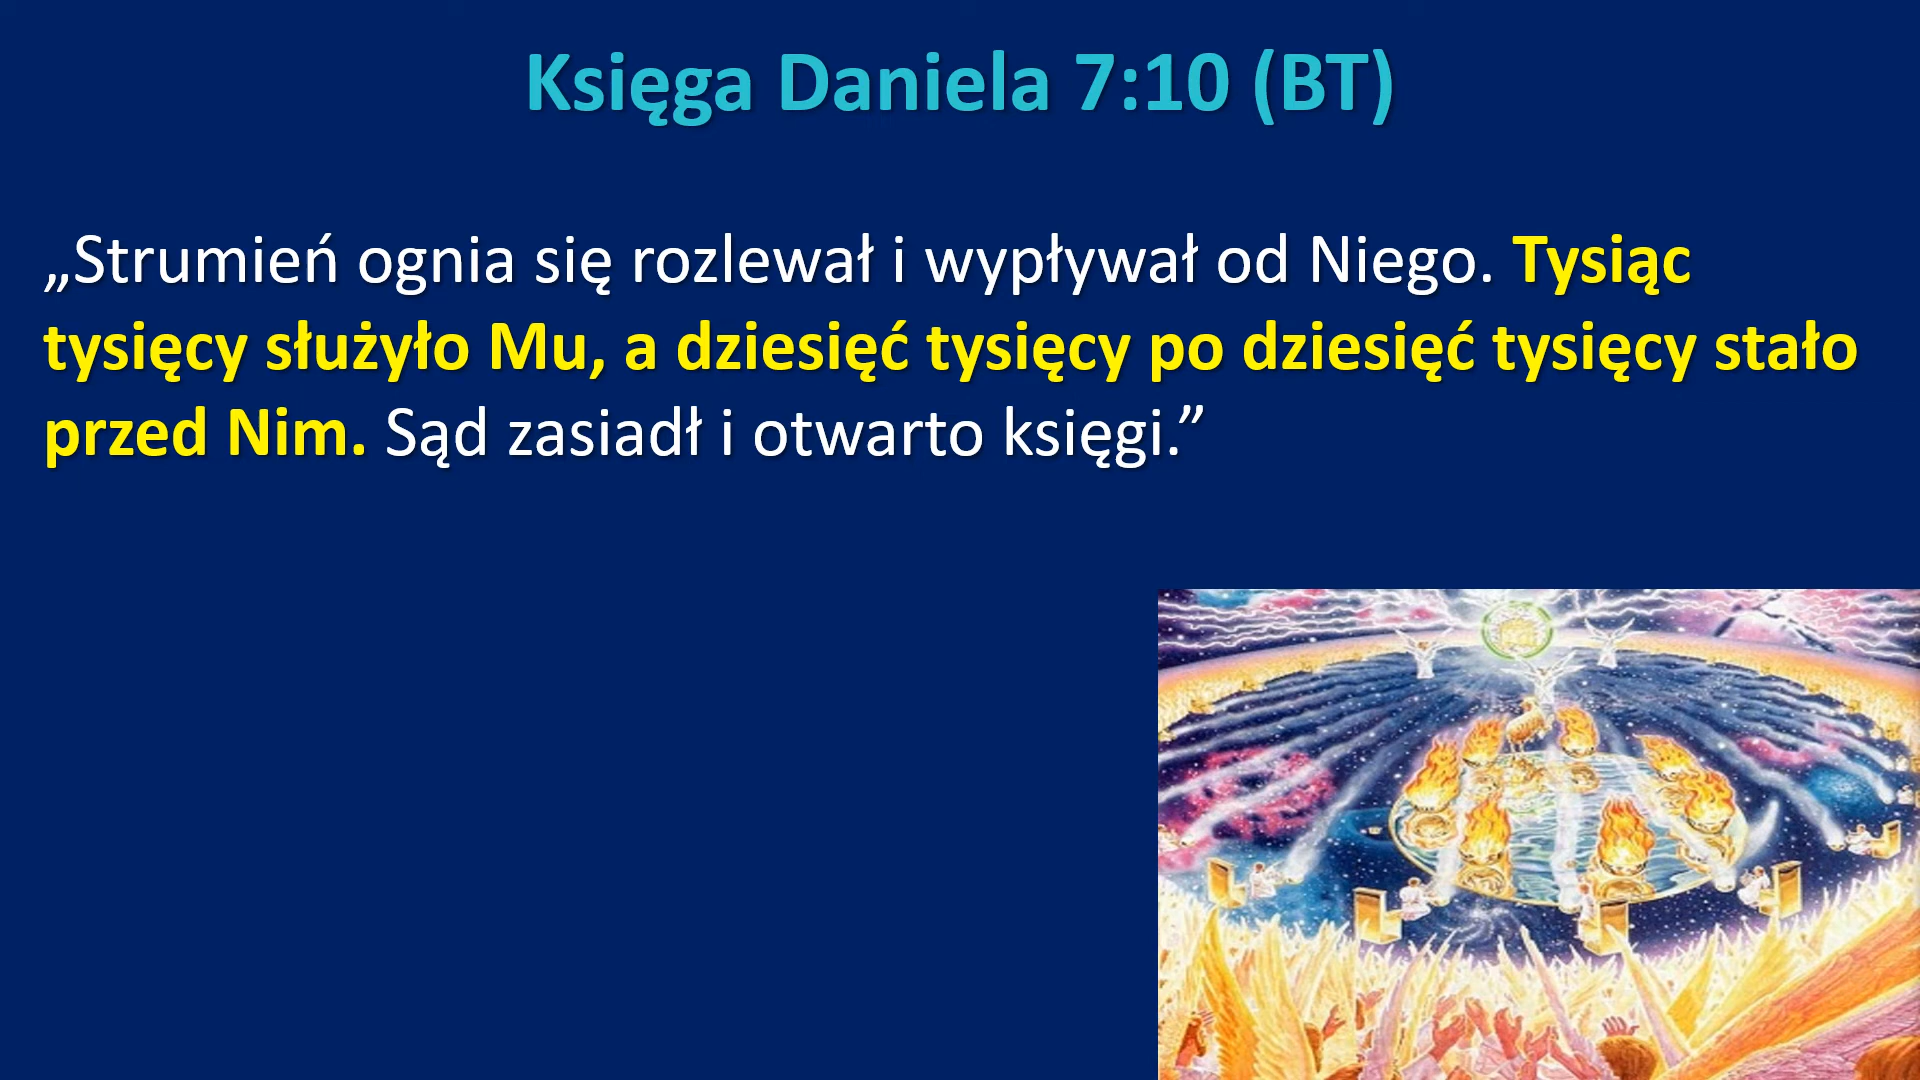 Księga Daniela 7:10 (BT)
„Strumień ognia się rozlewał i wypływał od Niego. Tysiąc
tysięcy służyło Mu, a dziesięć tysięcy po dziesięć tysięcy stało
przed Nim. Sąd zasiadł i otwarto księgi.”